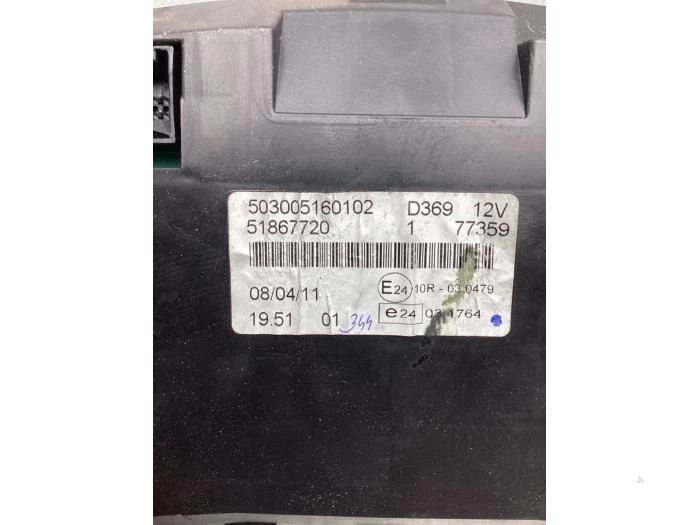 503005160102 D369 12V
51867720 1 77359
08/04/11 E24 10R - 03.0479
19.51 01 344 e24 03 1764